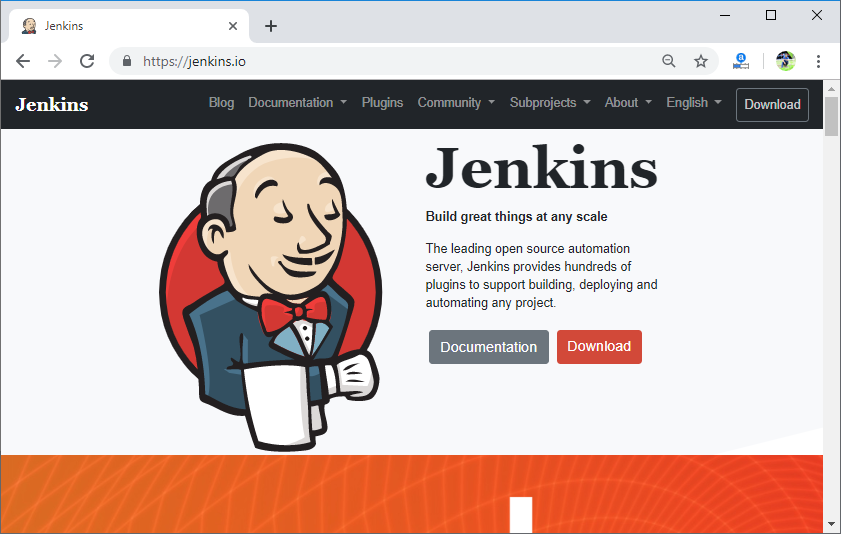 Jenkins
https://jenkins.io
Jenkins
Blog Documentation Plugins Community Subprojects About English Download
Jenkins
Build great things at any scale
The leading open source automation
server, Jenkins provides hundreds of
plugins to support building, deploying and
automating any project.
Documentation Download